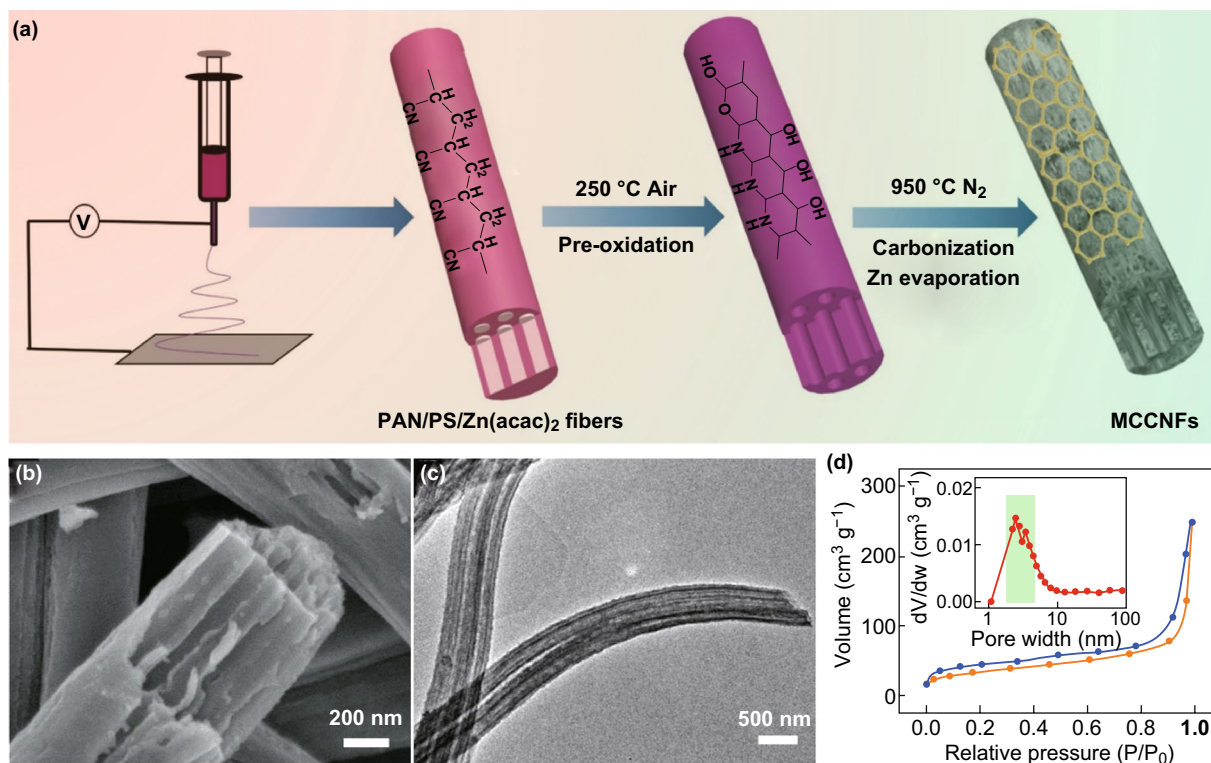 (a)
V
CN
C
H
H2
CN
C
H
H2
CN
C
H
H2
CN
C
H
250 °C Air
Pre-oxidation
HO
O
OH
N
H
OH
N
H
OH
N
H
950 °C N2
Carbonization
Zn evaporation
PAN/PS/Zn(acac)2 fibers
MCCNFs
(b)
200 nm
(c)
500 nm
(d)
Volume (cm3 g−1)
300
200
100
0
0.0 0.2 0.4 0.6 0.8 1.0
Relative pressure (P/P0)
dV/dw (cm3 g−1)
0.02
0.01
0.00
1 10 100
Pore width (nm)